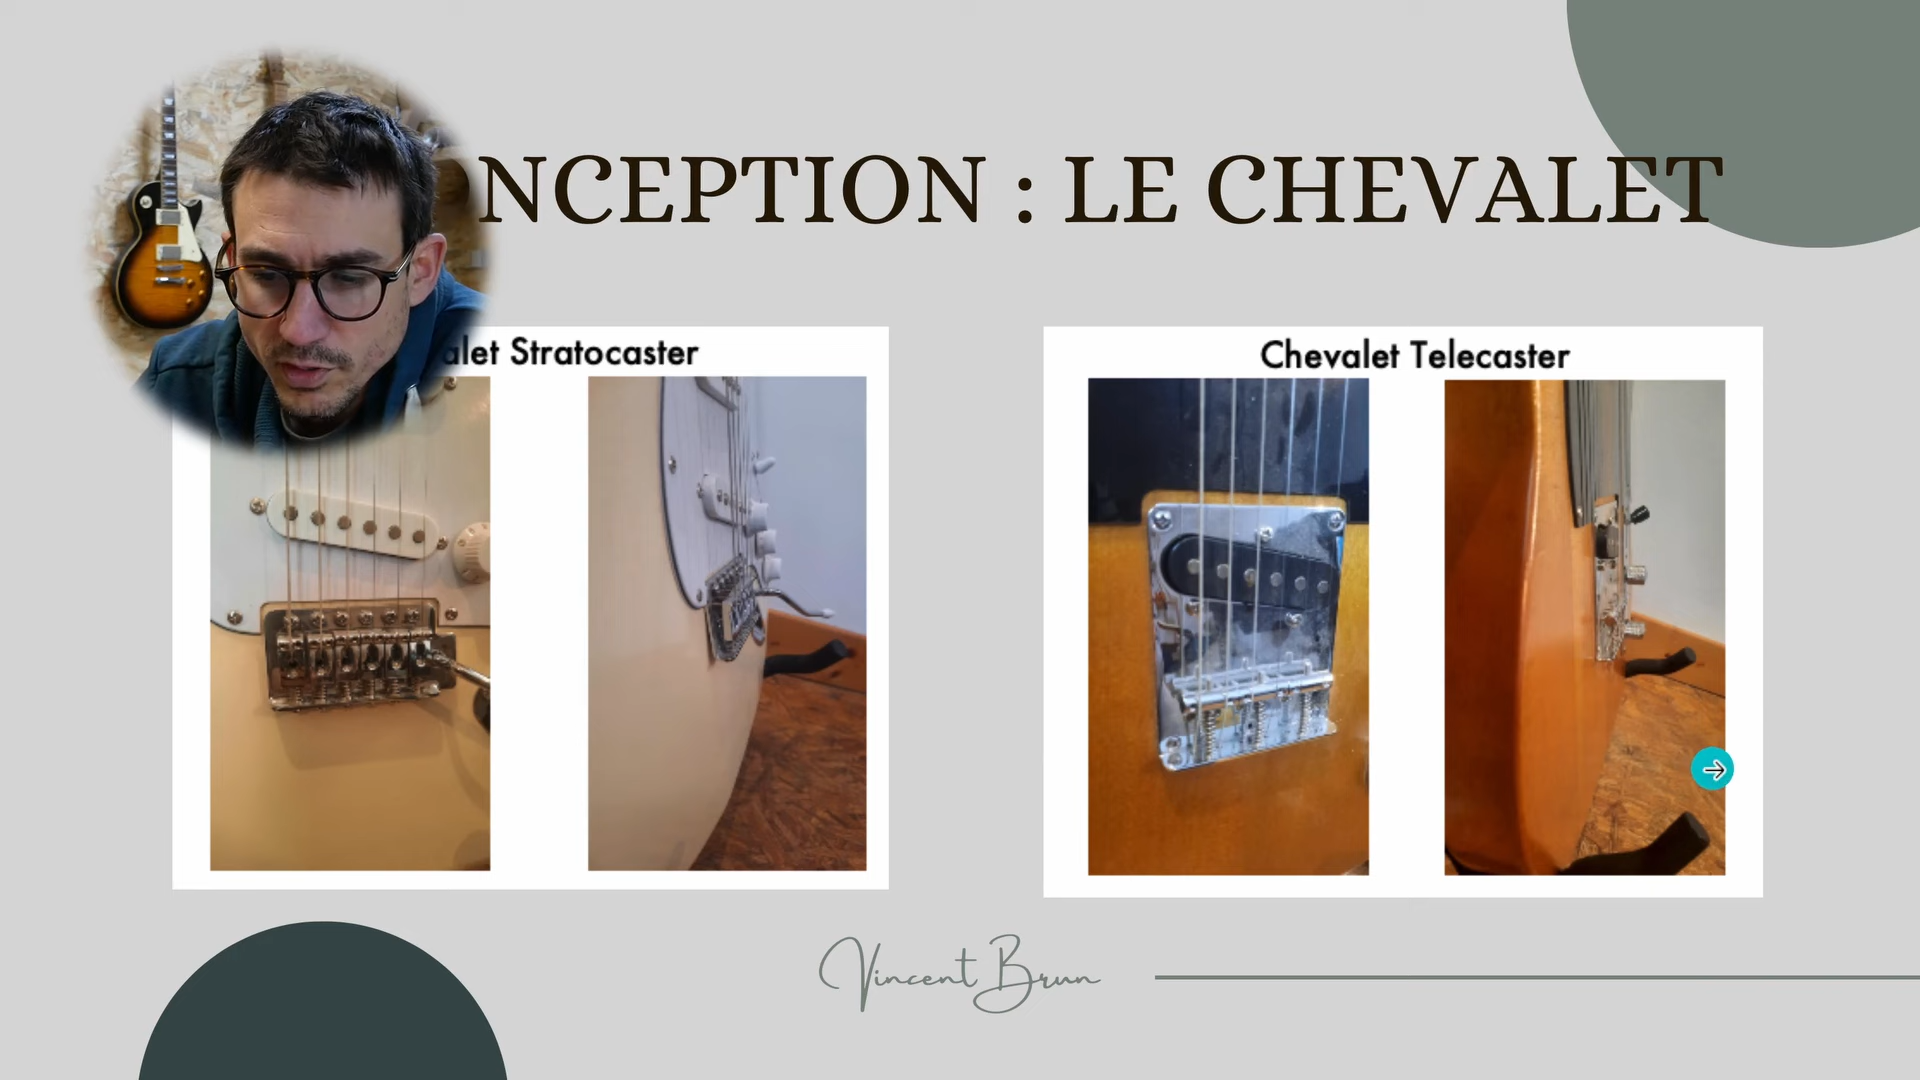 NCEPTION : LE CHEVALET
alet Stratocaster
Chevalet Telecaster
Vincent Brun